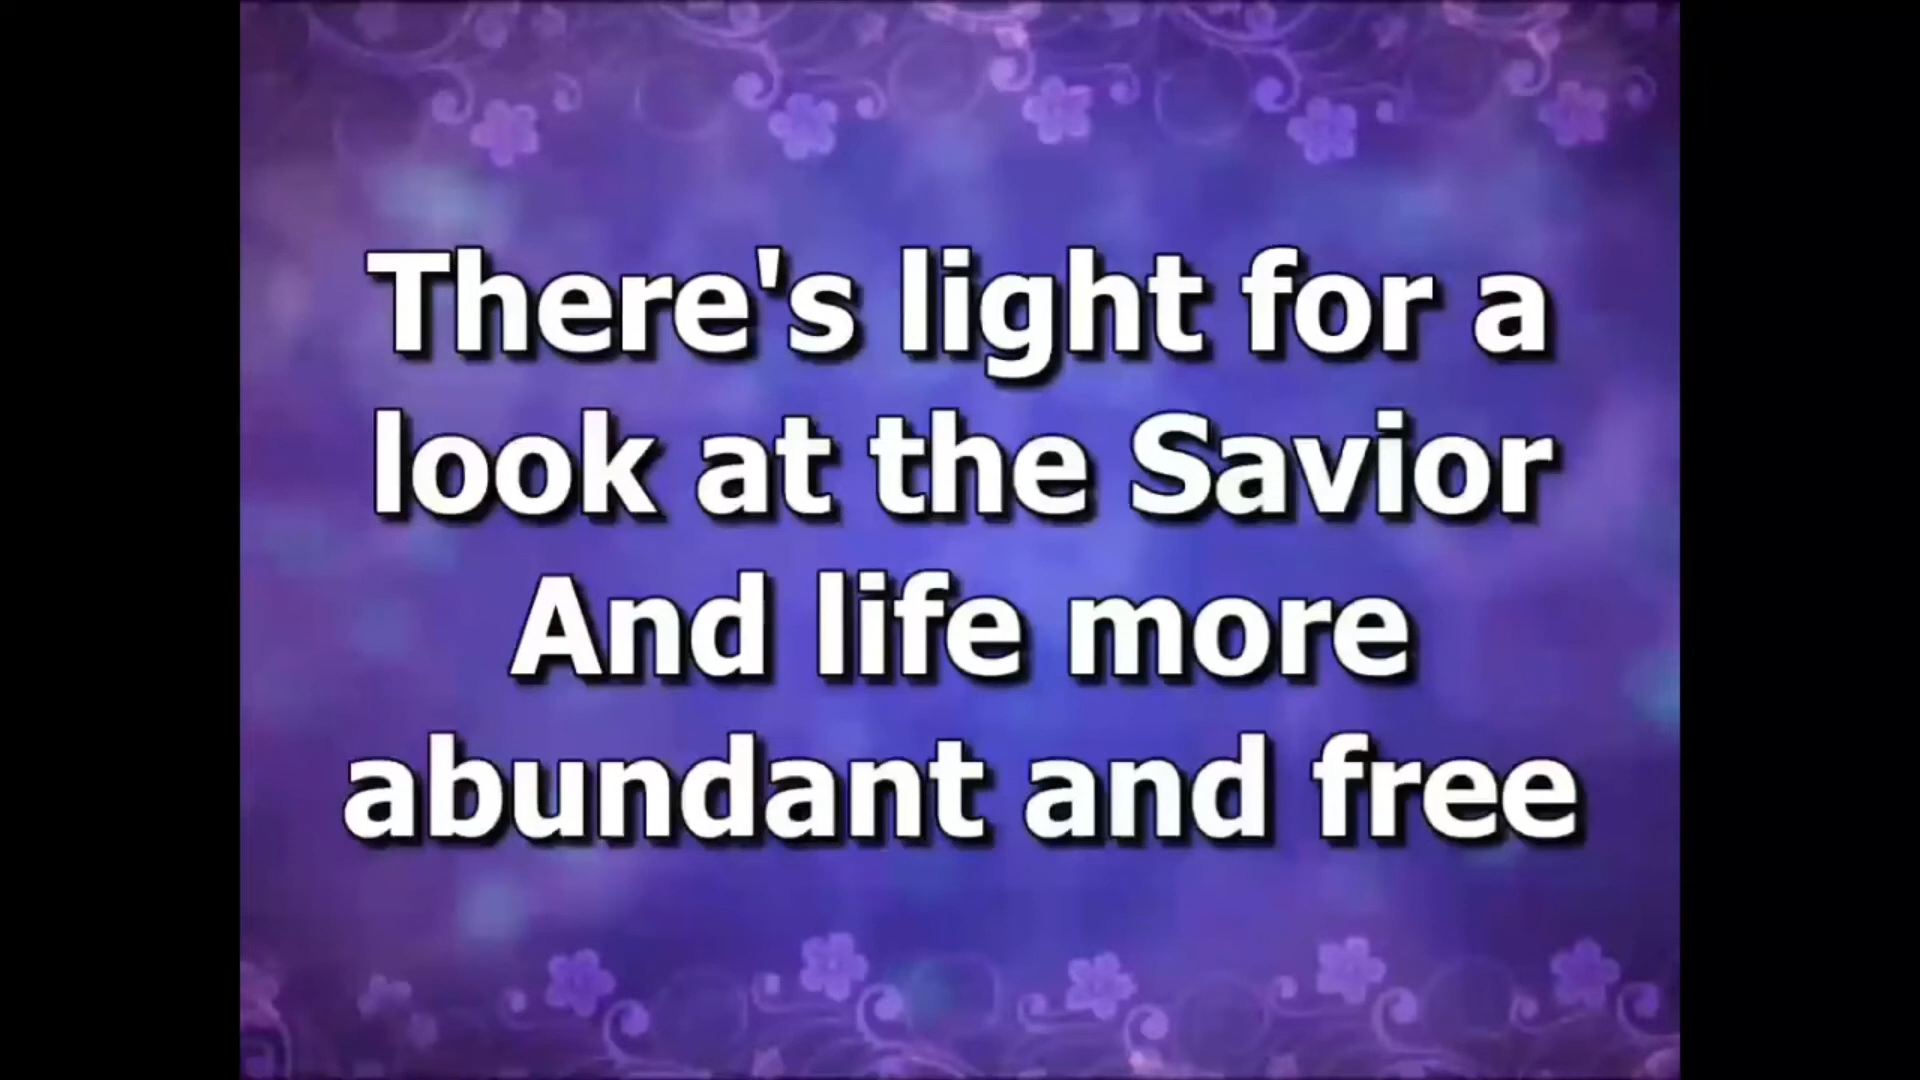 There's light for a
look at the Savior
And life more
abundant and free